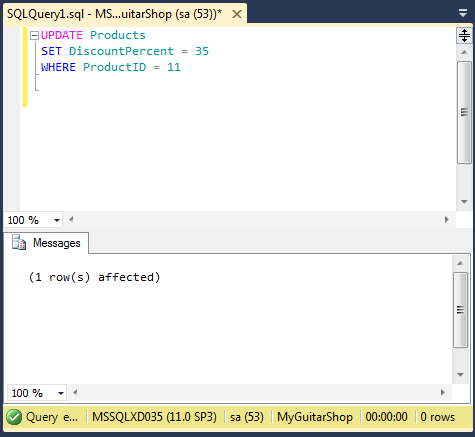 SQLQuery1.sql - MS...uitarShop (sa (53))*
UPDATE Products
SET DiscountPercent = 35
WHERE ProductID = 11
100 %
Messages
(1 row(s) affected)
100 %
Query e... MSSQLXD035 (11.0 SP3) sa (53) MyGuitarShop 00:00:00 0 rows